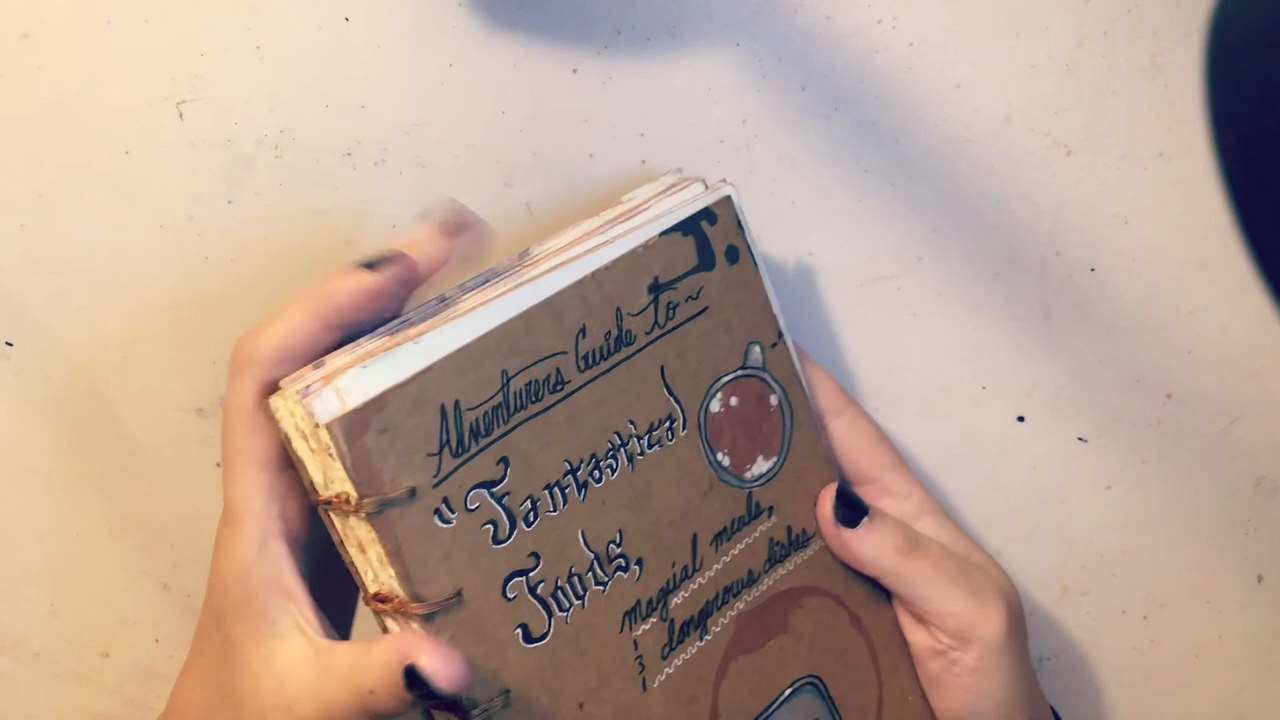 J.
Adventurers Guide to~
"Fantastical
Foods,
magical meals,
& dangerous dishes